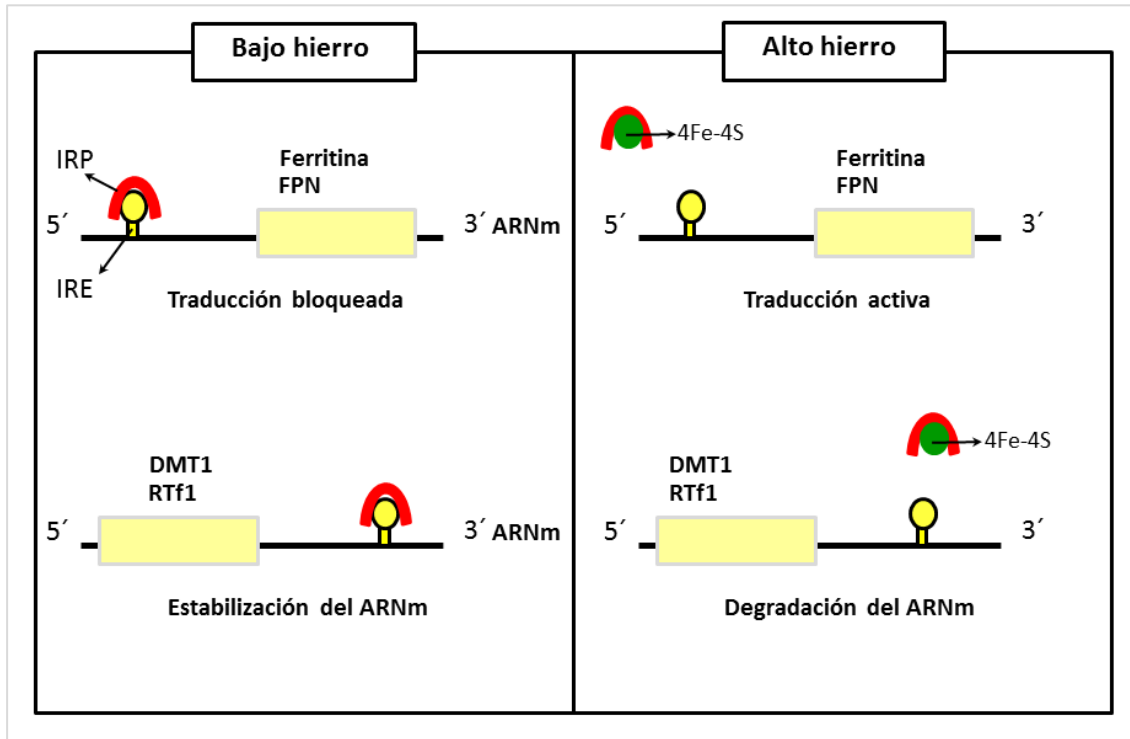 Bajo hierro
IRP
Ferritina
FPN
5´
3´ ARNm
IRE
Traducción bloqueada
DMT1
RTf1
5´
3´ ARNm
Estabilización del ARNm
Alto hierro
4Fe-4S
Ferritina
FPN
5´
3´
Traducción activa
4Fe-4S
DMT1
RTf1
5´
3´
Degradación del ARNm